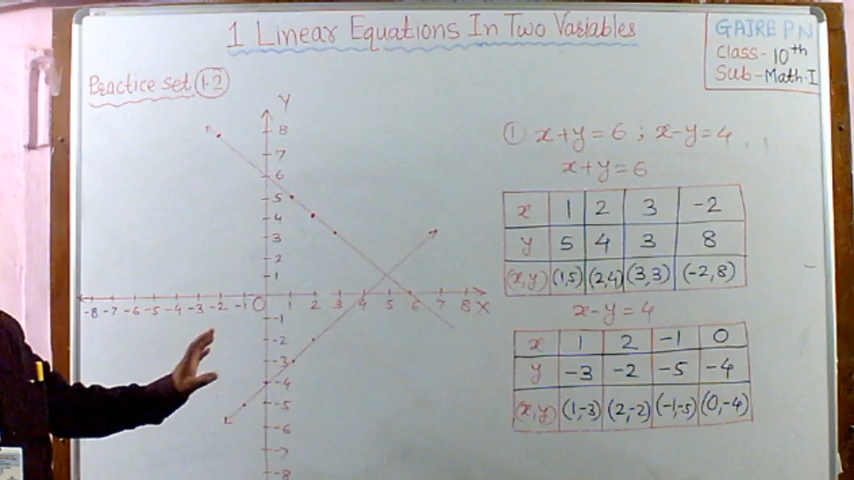 1 Linear Equations In Two Variables
GAIRE PN
Class- 10th
Sub-Math-I
Practice Set 1.2
① x+y=6 ; x-y=4
x+y=6
x 1 2 3 -2
y 5 4 3 8
(x,y) (1,5) (2,4) (3,3) (-2,8)
x-y=4
x 1 2 -1 0
y -3 -2 -5 -4
(x,y) (1,-3) (2,-2) (-1,-5) (0,-4)
Y
8
7
6
5
4
3
2
1
-8 -7 -6 -5 -4 -3 -2 -1 O 1 2 3 4 5 6 7 8 X
-1
-2
-3
-4
-5
-6
-7
-8